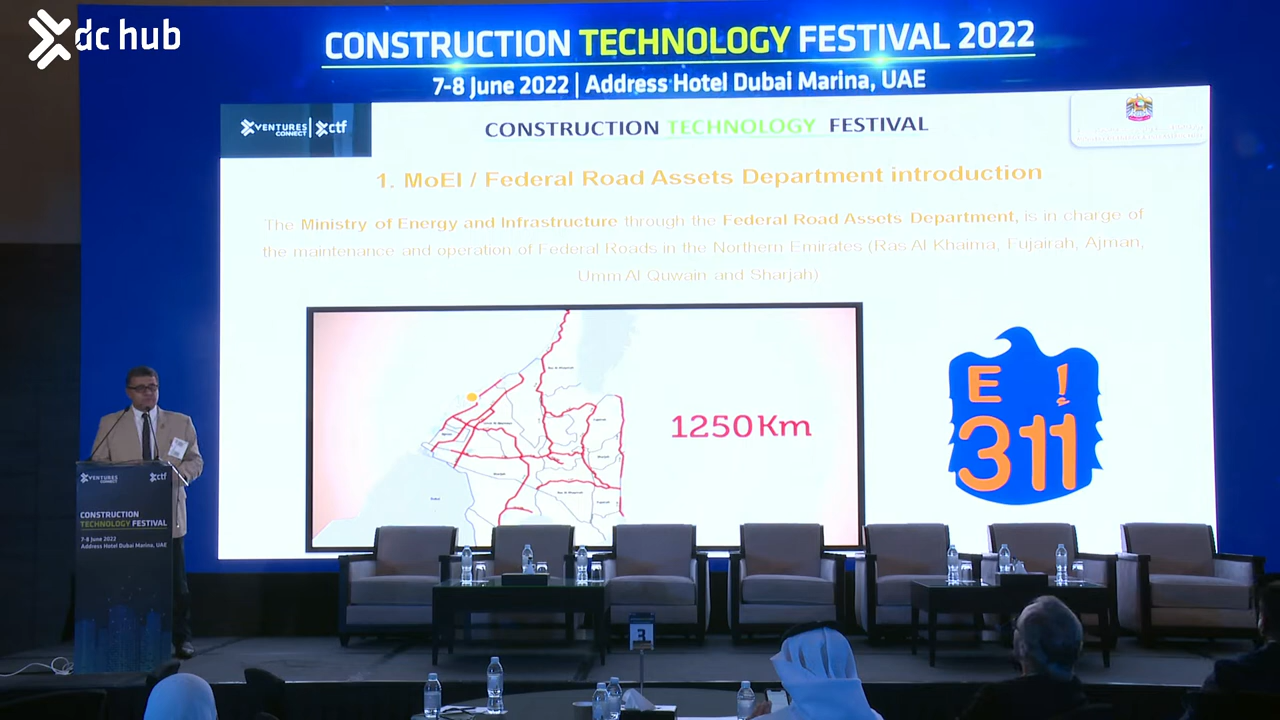 dc hub
CONSTRUCTION TECHNOLOGY FESTIVAL 2022
7-8 June 2022 | Address Hotel Dubai Marina, UAE
VENTURES CONNECT | ctf
CONSTRUCTION TECHNOLOGY FESTIVAL
1. MoEI / Federal Road Assets Department introduction
The Ministry of Energy and Infrastructure through the Federal Road Assets Department, is in charge of
the maintenance and operation of Federal Roads in the Northern Emirates (Ras Al Khaima, Fujairah, Ajman,
Umm Al Quwain and Sharjah)
1250Km
E إ
311
VENTURES CONNECT ctf
CONSTRUCTION
TECHNOLOGY FESTIVAL
7-8 June 2022
Address Hotel Dubai Marina, UAE
3